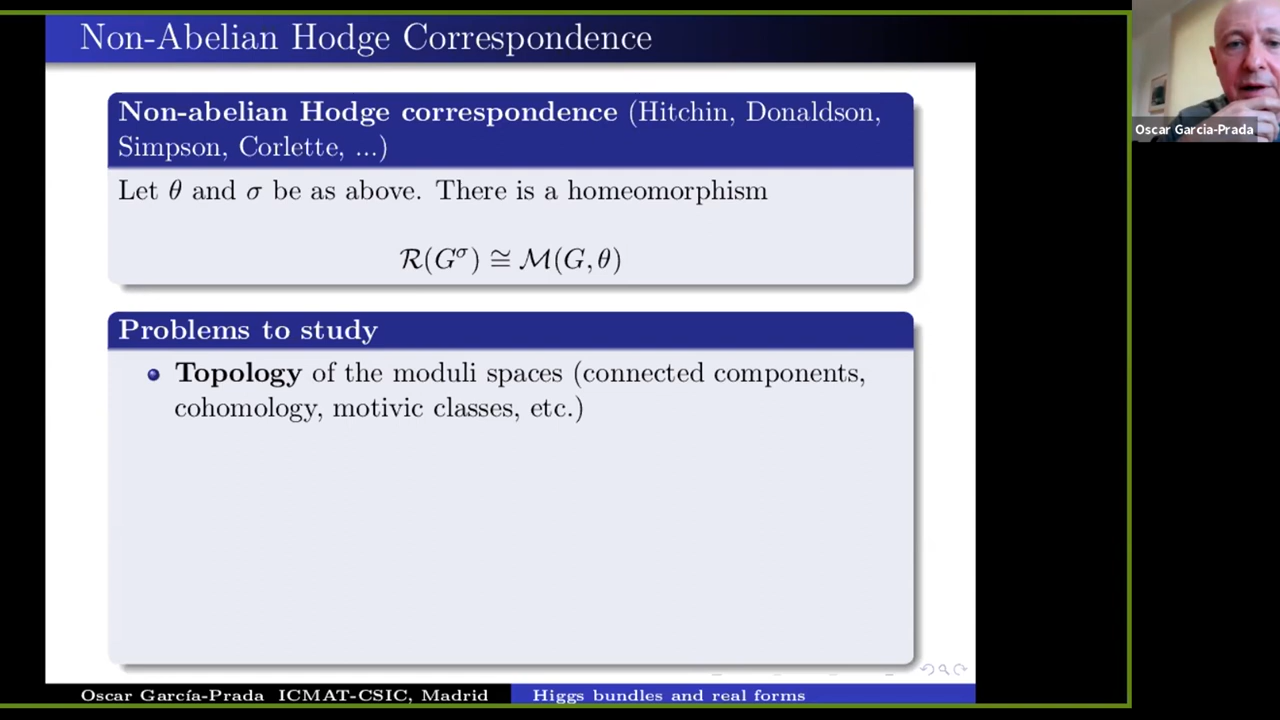 Non-Abelian Hodge Correspondence
Non-abelian Hodge correspondence (Hitchin, Donaldson,
Simpson, Corlette, ...)
Let θ and σ be as above. There is a homeomorphism
ℛ(G^σ) ≅ ℳ(G, θ)
Problems to study
Topology of the moduli spaces (connected components,
cohomology, motivic classes, etc.)
Oscar García-Prada ICMAT-CSIC, Madrid
Higgs bundles and real forms
Oscar Garcia-Prada